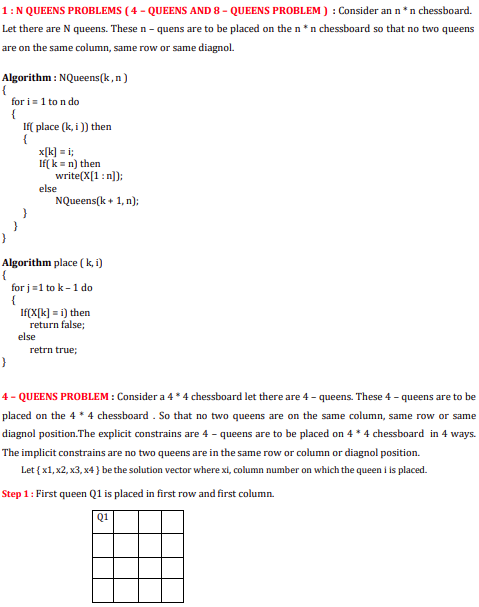 1 : N QUEENS PROBLEMS ( 4 – QUEENS AND 8 – QUEENS PROBLEM ) : Consider an n * n chessboard.
Let there are N queens. These n – quens are to be placed on the n * n chessboard so that no two queens
are on the same column, same row or same diagnol.
Algorithm : NQueens(k , n )
{
for i = 1 to n do
{
If( place (k, i )) then
{
x[k] = i;
If( k = n) then
write(X[1 : n]);
else
NQueens(k + 1, n);
}
}
}
Algorithm place ( k, i)
{
for j =1 to k – 1 do
{
If(X[k] = i) then
return false;
else
retrn true;
}
4 – QUEENS PROBLEM : Consider a 4 * 4 chessboard let there are 4 – queens. These 4 – queens are to be
placed on the 4 * 4 chessboard . So that no two queens are on the same column, same row or same
diagnol position.The explicit constrains are 4 – queens are to be placed on 4 * 4 chessboard in 4 ways.
The implicit constrains are no two queens are in the same row or column or diagnol position.
Let { x1, x2, x3, x4 } be the solution vector where xi, column number on which the queen i is placed.
Step 1 : First queen Q1 is placed in first row and first column.
Q1